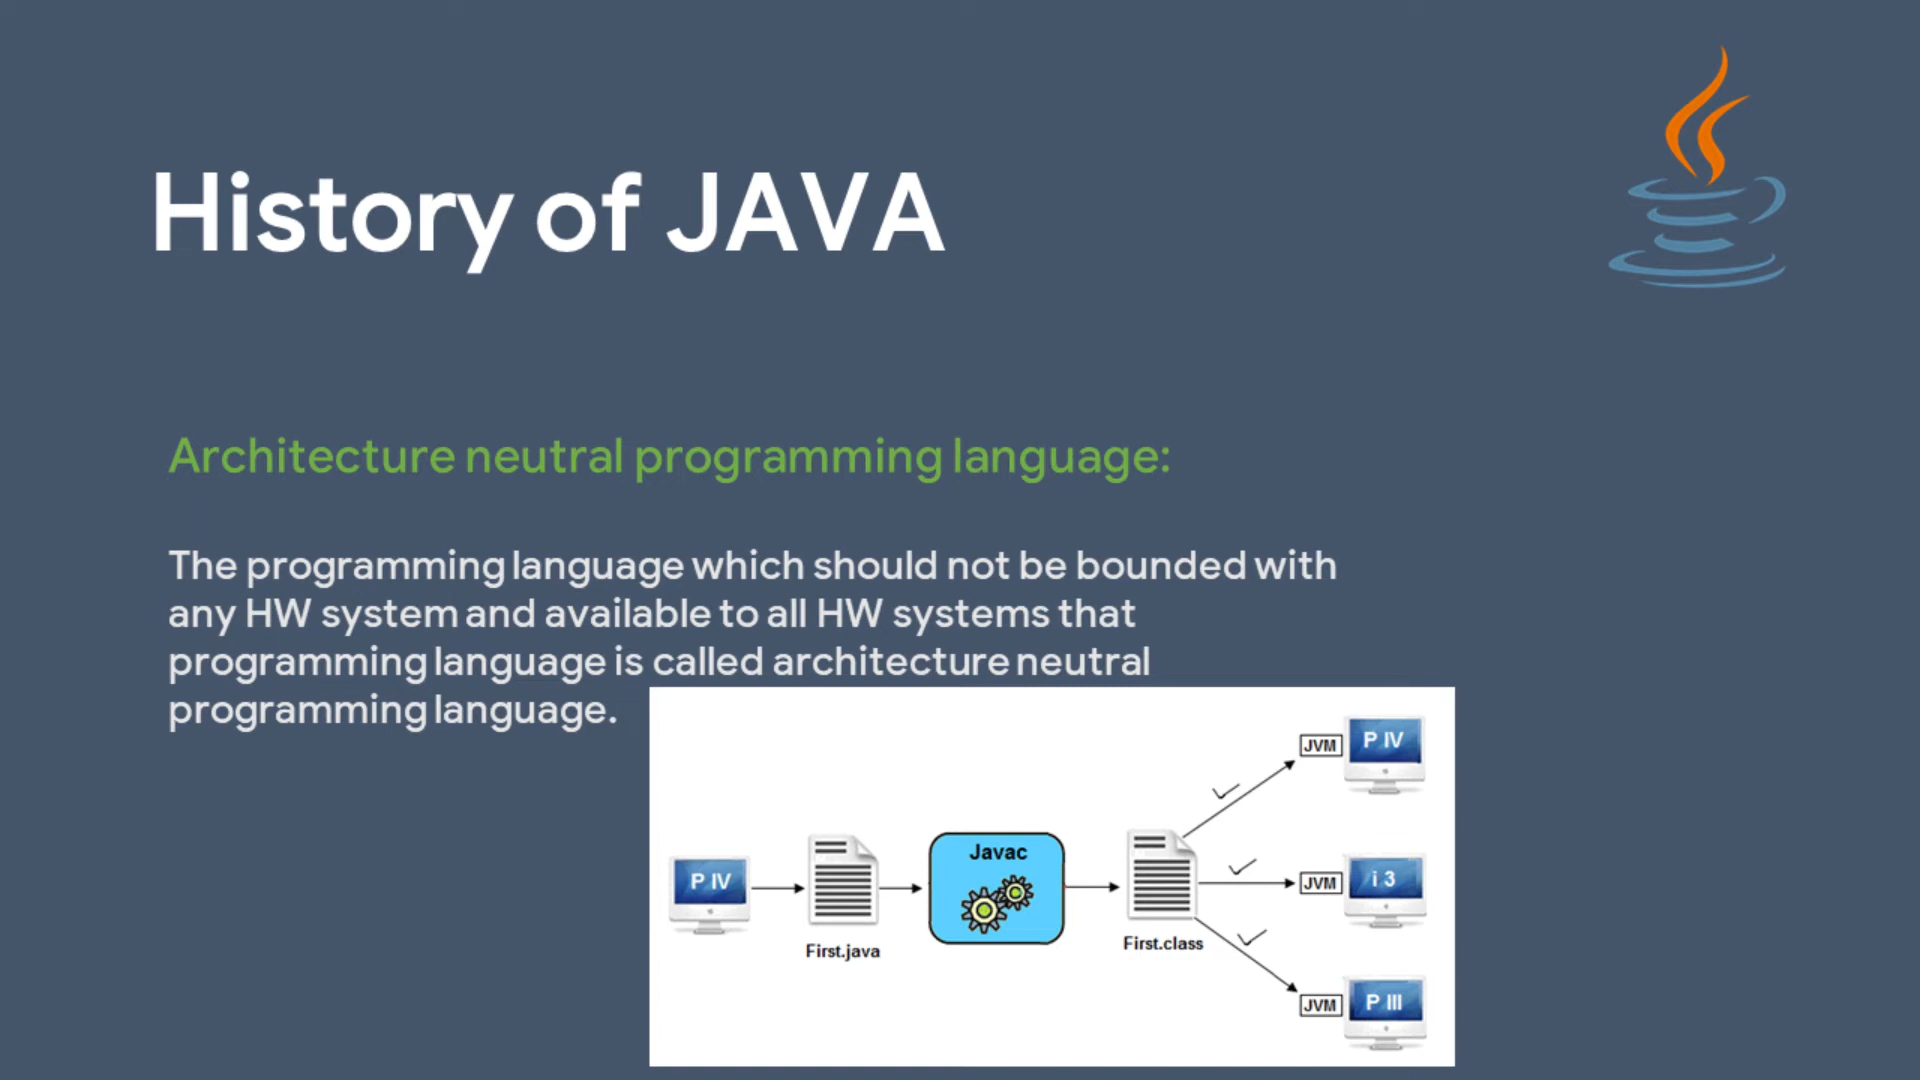 History of JAVA
Architecture neutral programming language:
The programming language which should not be bounded with
any HW system and available to all HW systems that
programming language is called architecture neutral
programming language.
JVM
P IV
Javac
P IV
JVM
i 3
First.java
First.class
JVM
P III